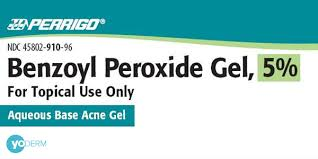 PERRIGO
NDC 45802-910-96
Benzoyl Peroxide Gel, 5%
For Topical Use Only
Aqueous Base Acne Gel
yoDERM